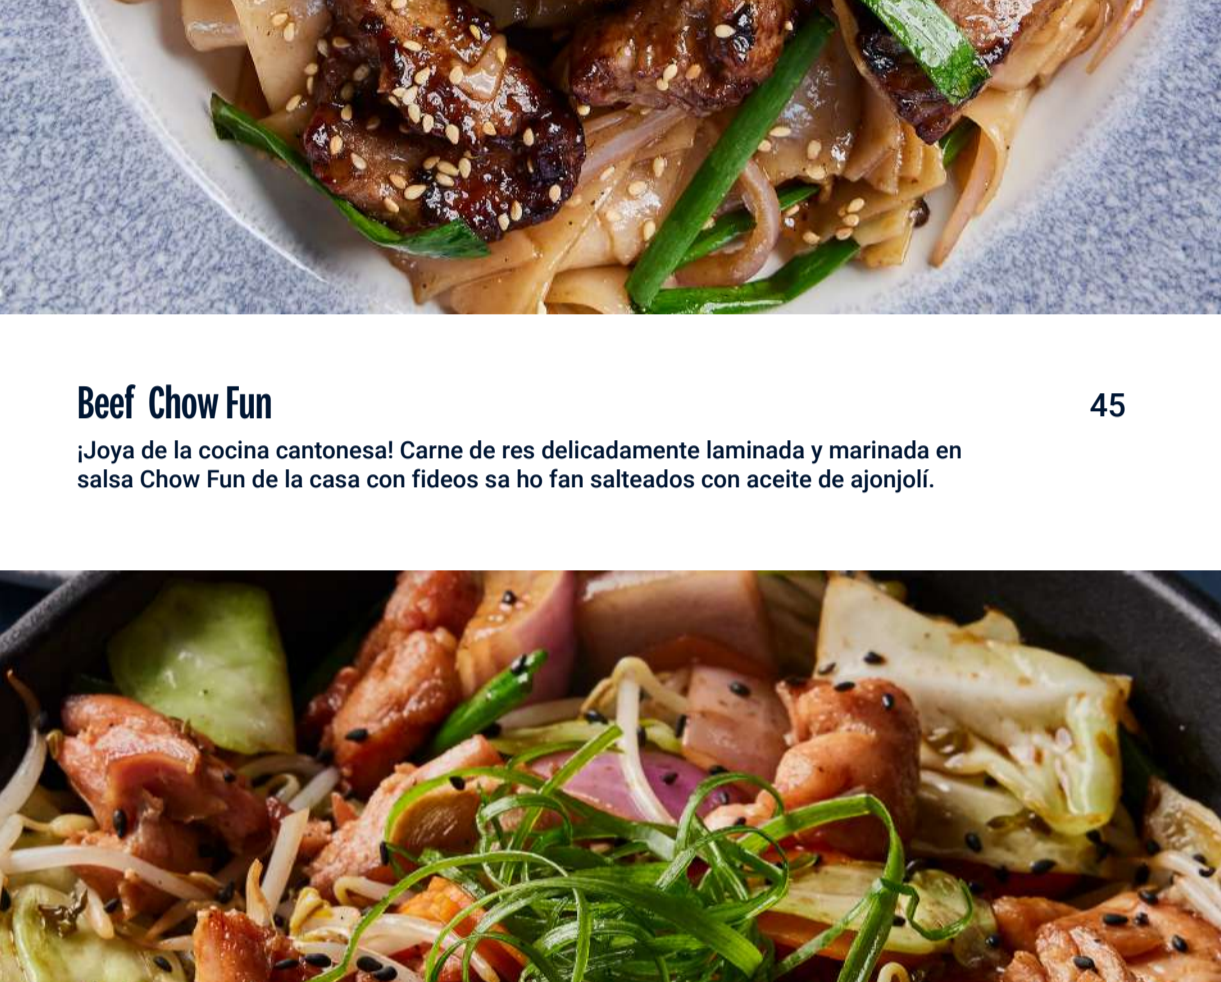 Beef Chow Fun 45
¡Joya de la cocina cantonesa! Carne de res delicadamente laminada y marinada en
salsa Chow Fun de la casa con fideos sa ho fan salteados con aceite de ajonjolí.